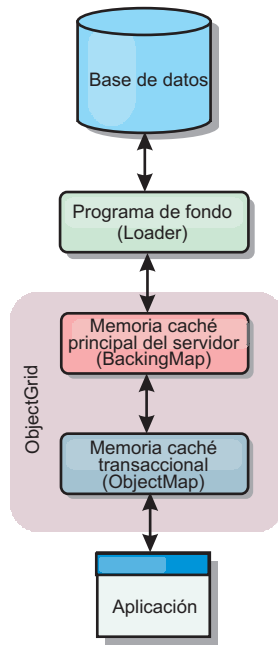 Base de datos
Programa de fondo
(Loader)
ObjectGrid
Memoria caché
principal del servidor
(BackingMap)
Memoria caché
transaccional
(ObjectMap)
Aplicación